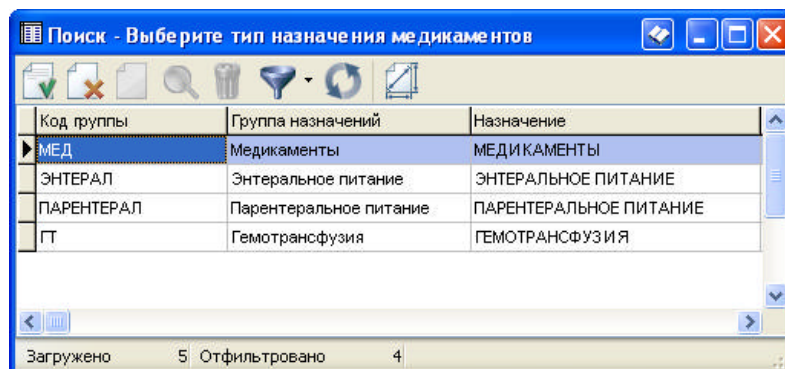 Поиск - Выберите тип назначения медикаментов
Код группы Группа назначений Назначение
МЕД Медикаменты МЕДИКАМЕНТЫ
ЭНТЕРАЛ Энтеральное питание ЭНТЕРАЛЬНОЕ ПИТАНИЕ
ПАРЕНТЕРАЛ Парентеральное питание ПАРЕНТЕРАЛЬНОЕ ПИТАНИЕ
ГТ Гемотрансфузия ГЕМОТРАНСФУЗИЯ
Загружено 5 Отфильтровано 4